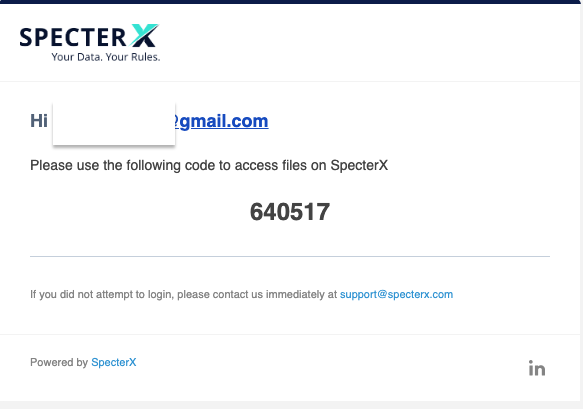 SPECTERX
Your Data. Your Rules.
Hi @gmail.com
Please use the following code to access files on SpecterX
640517
If you did not attempt to login, please contact us immediately at support@specterx.com
Powered by SpecterX
in